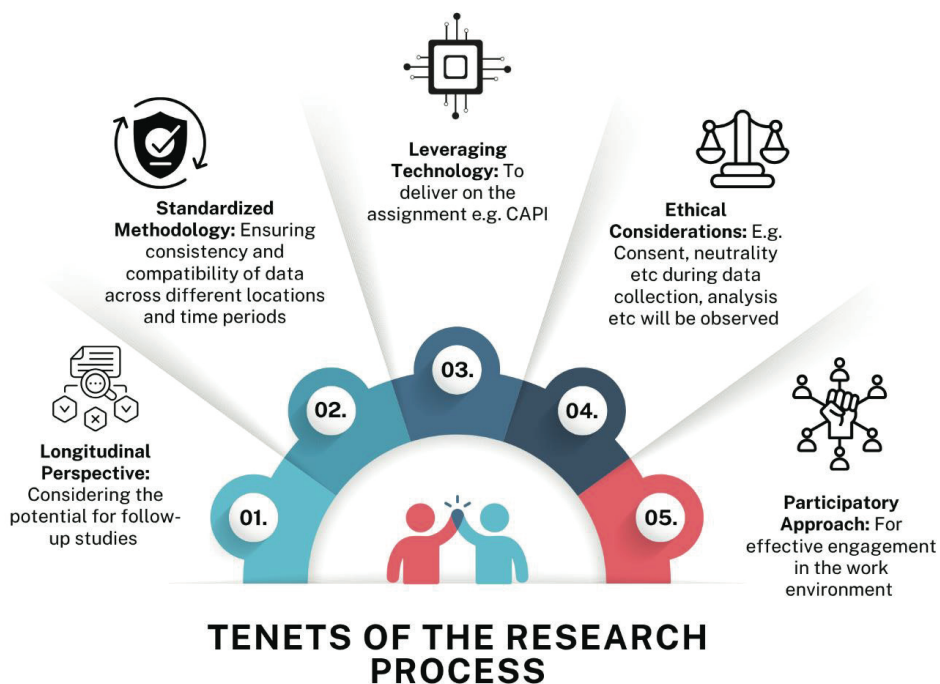 01.
Longitudinal
Perspective:
Considering the
potential for follow-
up studies
02.
Standardized
Methodology: Ensuring
consistency and
compatibility of data
across different locations
and time periods
03.
Leveraging
Technology: To
deliver on the
assignment e.g. CAPI
04.
Ethical
Considerations: E.g.
Consent, neutrality
etc during data
collection, analysis
etc will be observed
05.
Participatory
Approach: For
effective engagement
in the work
environment
TENETS OF THE RESEARCH
PROCESS